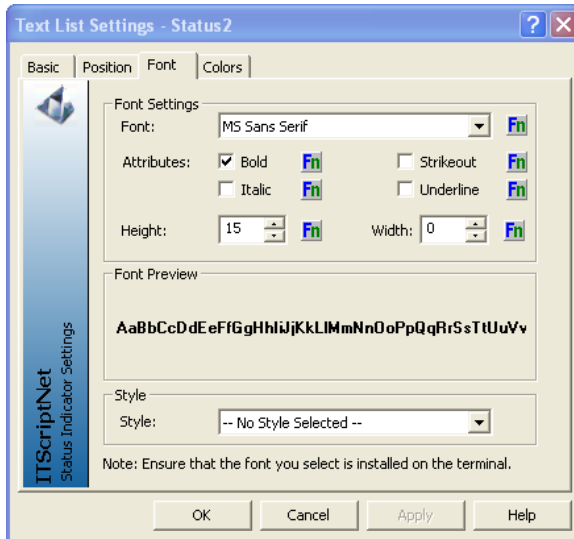 Text List Settings - Status2
Basic Position Font Colors
Font Settings
Font: MS Sans Serif Fn
Attributes: Bold Fn Strikeout Fn
Italic Fn Underline Fn
Height: 15 Fn Width: 0 Fn
Font Preview
AaBbCcDdEeFfGgHhIiJjKkLlMmNnOoPpQqRrSsTtUuVv
Style
Style: -- No Style Selected --
Note: Ensure that the font you select is installed on the terminal.
ITScriptNet
Status Indicator Settings
OK Cancel Apply Help